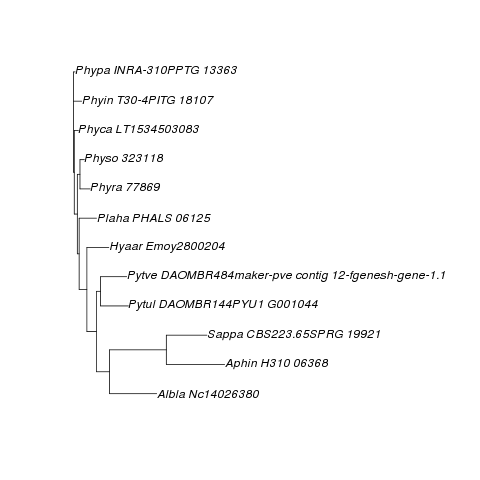 Phypa INRA-310PPTG 13363
Phyin T30-4PITG 18107
Phyca LT1534503083
Physo 323118
Phyra 77869
Plaha PHALS 06125
Hyaar Emoy2800204
Pytve DAOMBR484maker-pve contig 12-fgenesh-gene-1.1
Pytul DAOMBR144PYU1 G001044
Sappa CBS223.65SPRG 19921
Aphin H310 06368
Albla Nc14026380